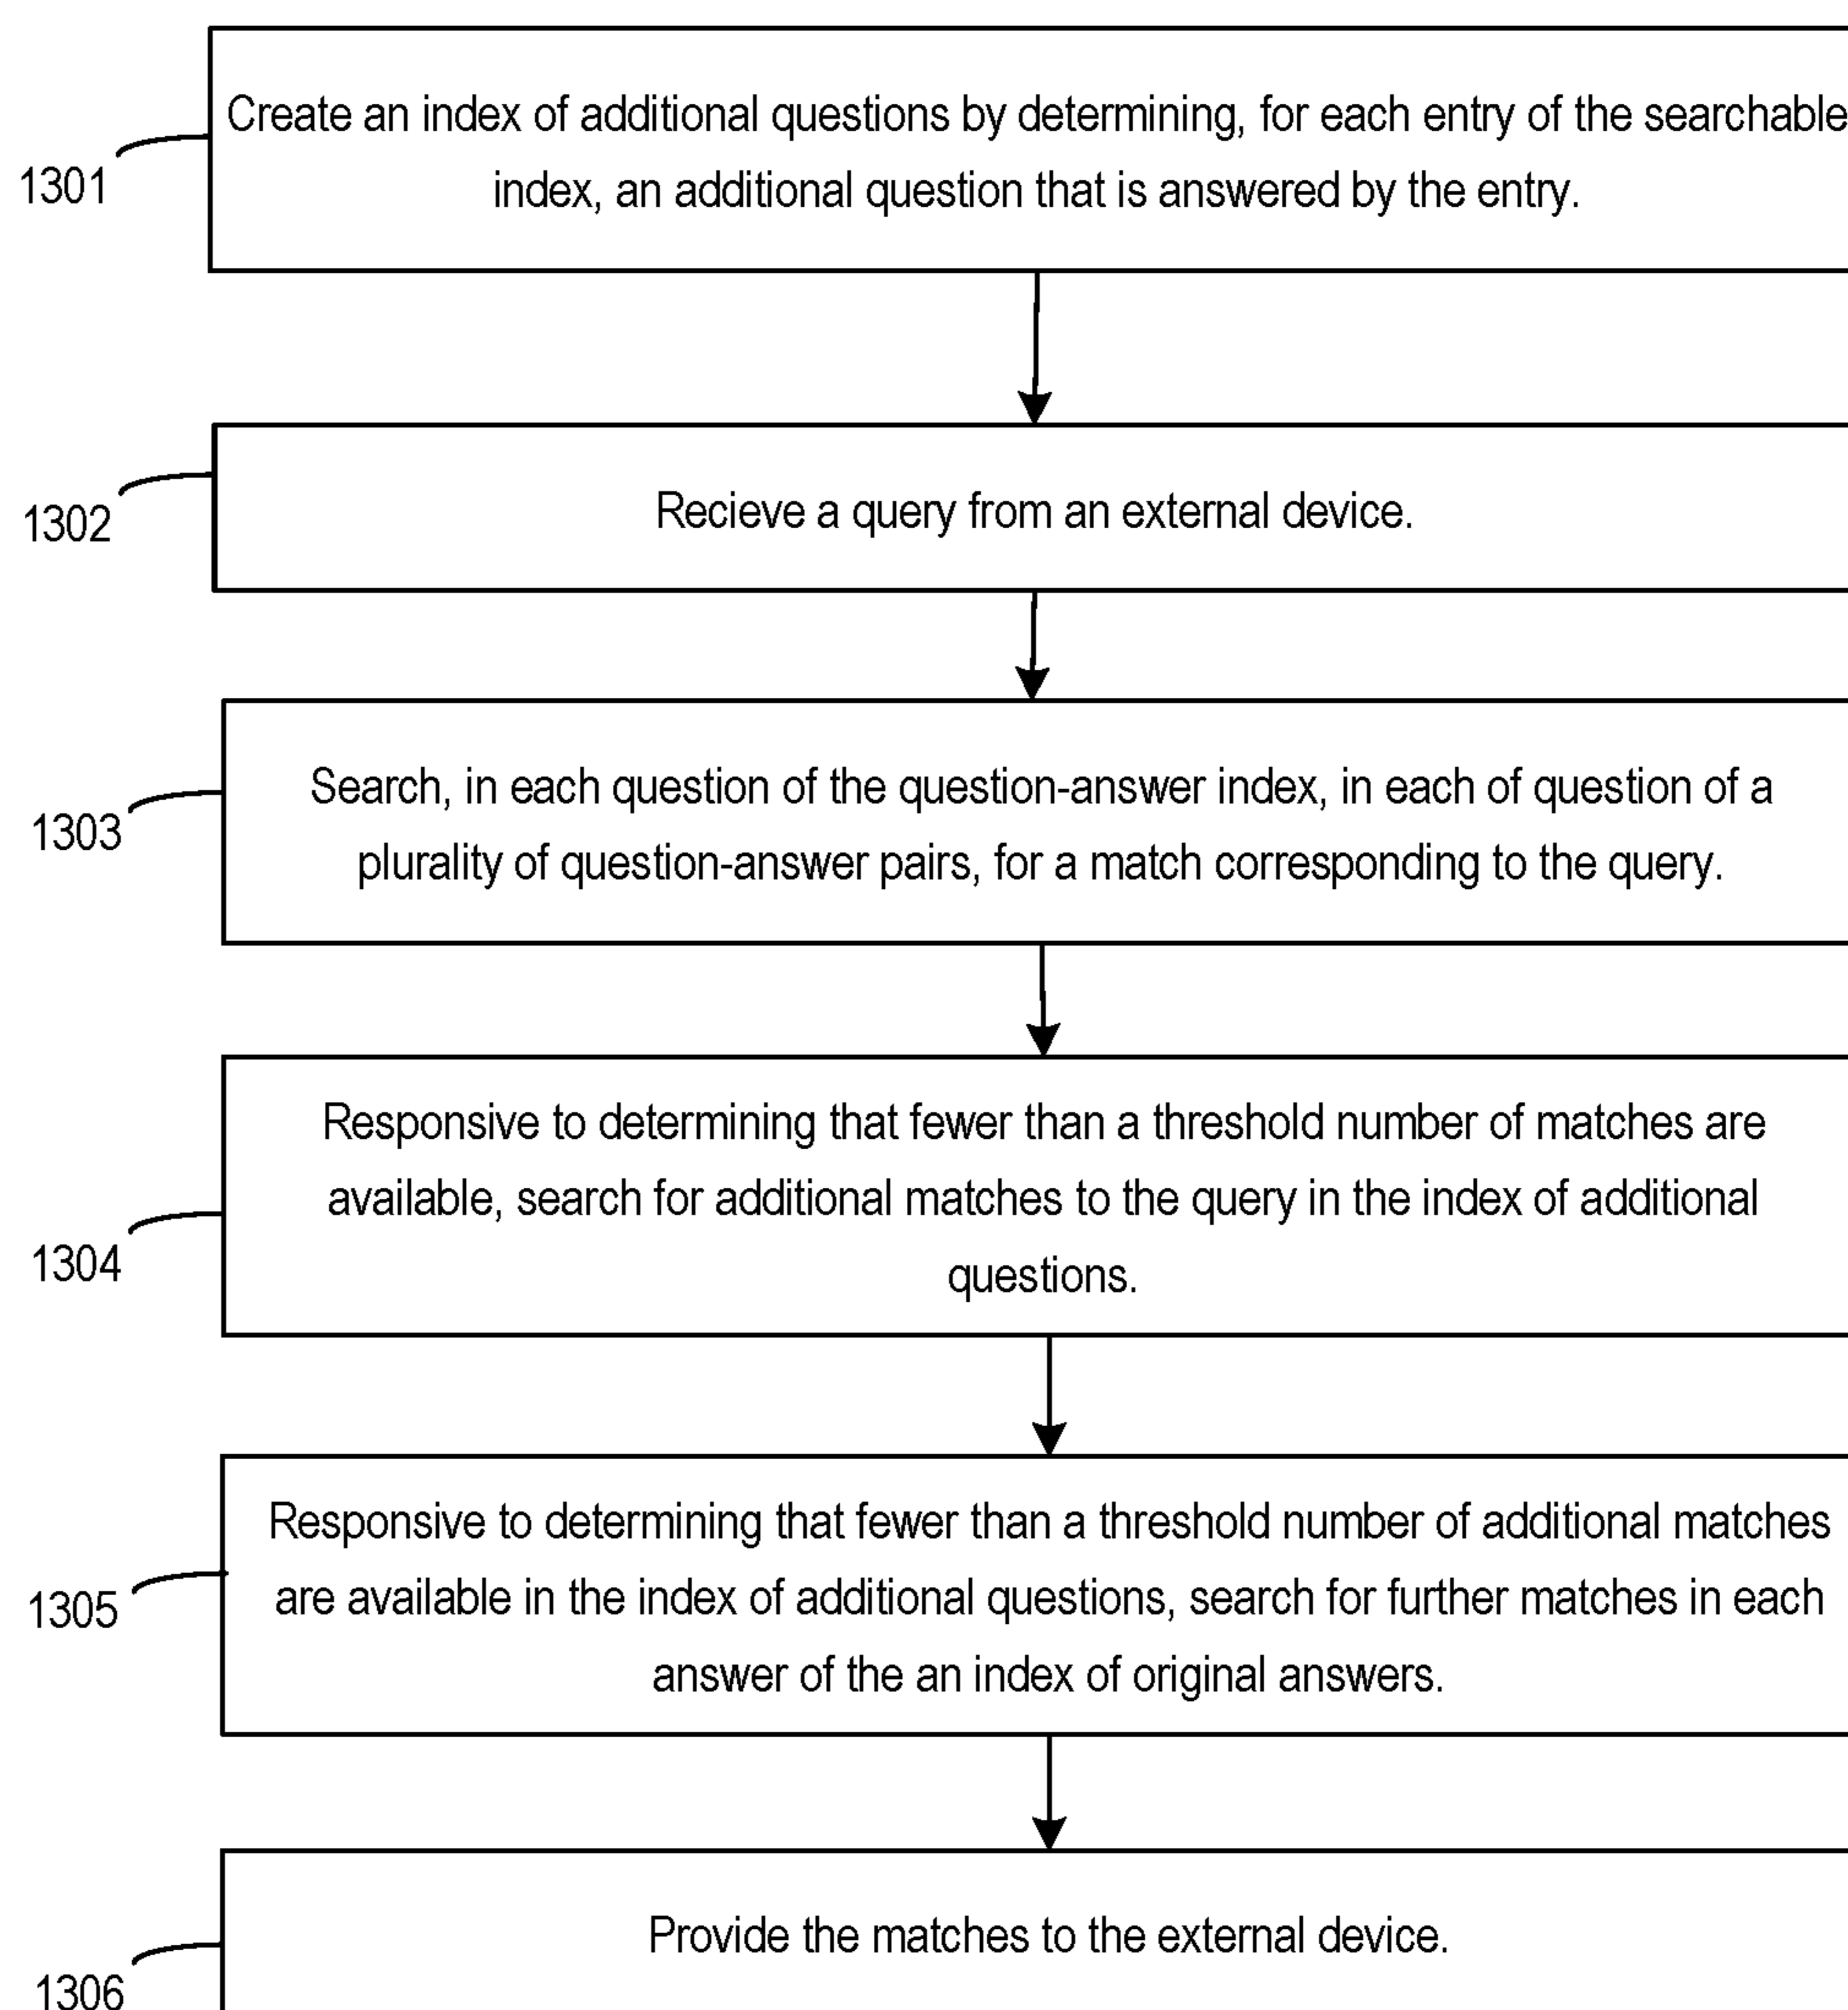 Create an index of additional questions by determining, for each entry of the searchable
index, an additional question that is answered by the entry.
1301
Recieve a query from an external device.
1302
Search, in each question of the question-answer index, in each of question of a
plurality of question-answer pairs, for a match corresponding to the query.
1303
Responsive to determining that fewer than a threshold number of matches are
available, search for additional matches to the query in the index of additional
questions.
1304
Responsive to determining that fewer than a threshold number of additional matches
are available in the index of additional questions, search for further matches in each
answer of the an index of original answers.
1305
Provide the matches to the external device.
1306